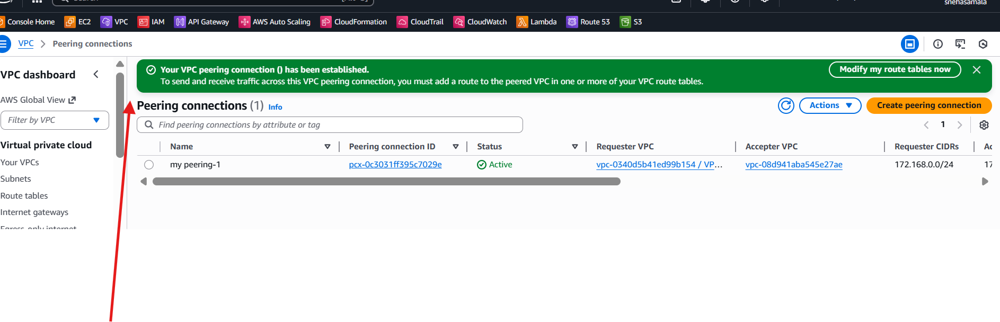 snehasamala
Console Home EC2 VPC IAM API Gateway AWS Auto Scaling CloudFormation CloudTrail CloudWatch Lambda Route 53 S3
VPC Peering connections
VPC dashboard
AWS Global View
Filter by VPC
Virtual private cloud
Your VPCs
Subnets
Route tables
Internet gateways
Egress-only internet
Your VPC peering connection () has been established.
To send and receive traffic across this VPC peering connection, you must add a route to the peered VPC in one or more of your VPC route tables.
Modify my route tables now
Peering connections (1) Info
Actions
Create peering connection
Find peering connections by attribute or tag
1
Name Peering connection ID Status Requester VPC Accepter VPC Requester CIDRs
my peering-1 pcx-0c3031ff395c7029e Active vpc-0340d5b41ed99b154 / VP... vpc-08d941aba545e27ae 172.168.0.0/24